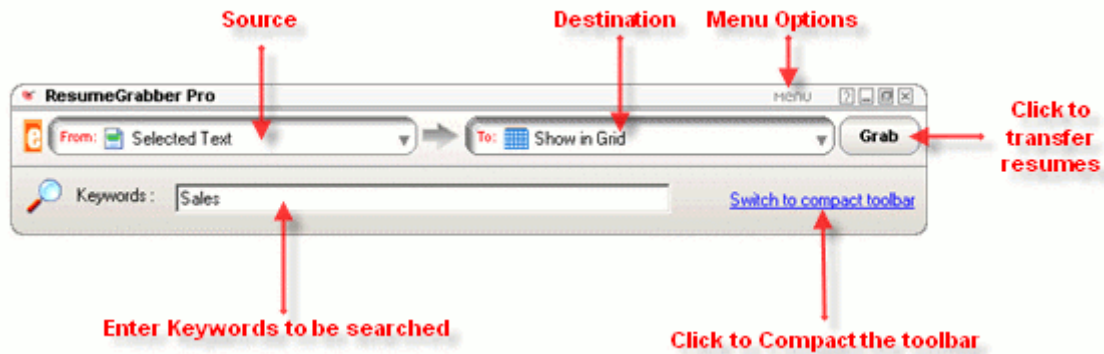 Source
Destination
Menu Options
ResumeGrabber Pro
Menu
?
Click to
transfer
resumes
e
From: Selected Text
To: Show in Grid
Grab
Keywords :
Sales
Switch to compact toolbar
Enter Keywords to be searched
Click to Compact the toolbar